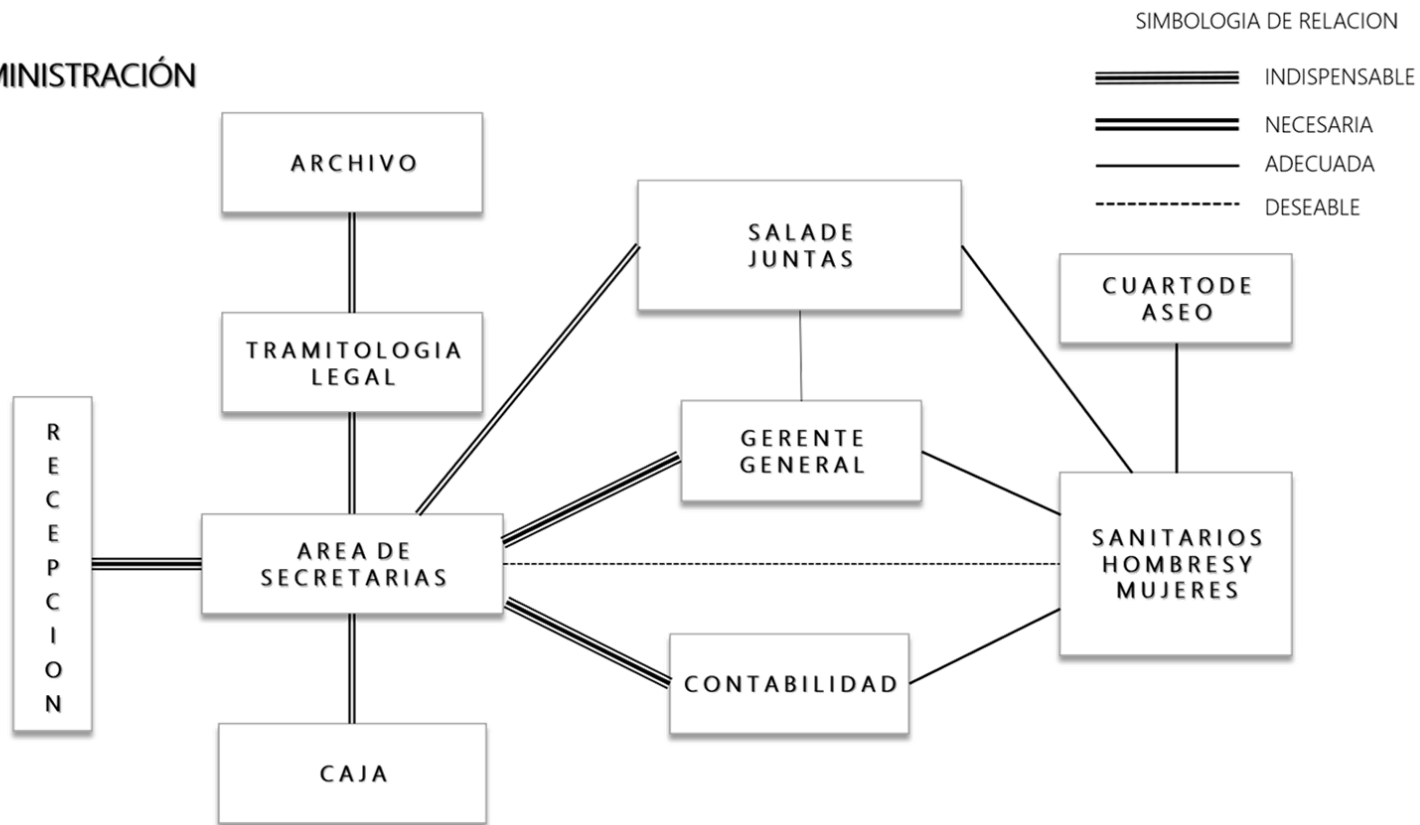 SIMBOLOGIA DE RELACION
INDISPENSABLE
NECESARIA
ADECUADA
DESEABLE
MINISTRACIÓN
ARCHIVO
SALADE
JUNTAS
CUARTODE
ASEO
TRAMITOLOGIA
LEGAL
RECEPCION
GERENTE
GENERAL
AREA DE
SECRETARIAS
SANITARIOS
HOMBRESY
MUJERES
CONTABILIDAD
CAJA